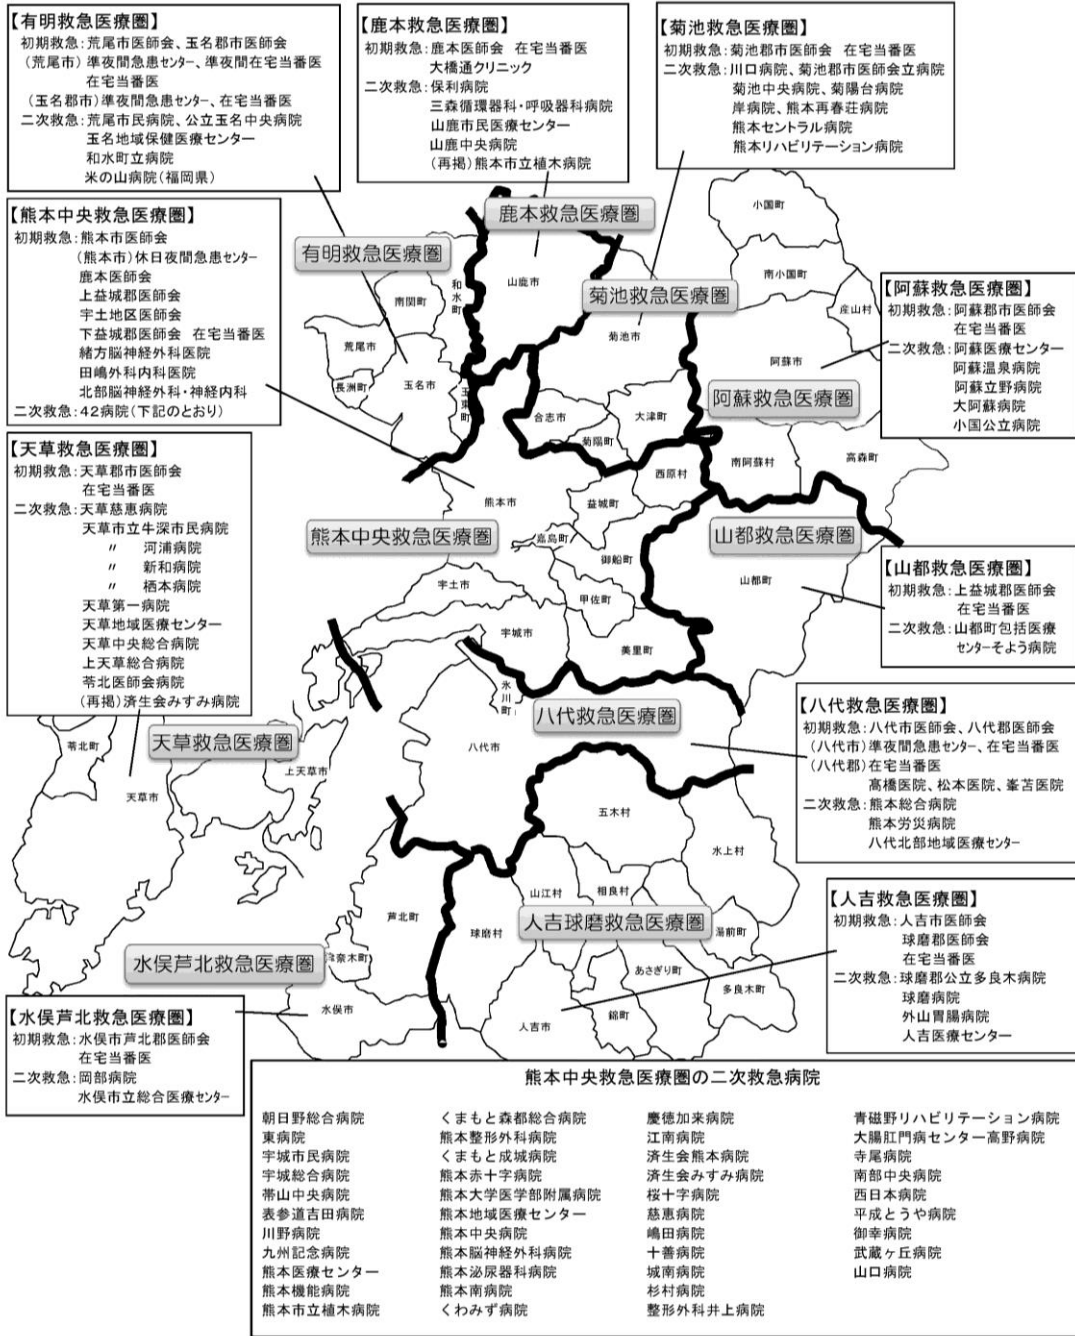 【有明救急医療圏】
初期救急:荒尾市医師会、玉名郡市医師会
(荒尾市)準夜間急患センター、準夜間在宅当番医
在宅当番医
(玉名郡市)準夜間急患センター、在宅当番医
二次救急:荒尾市民病院、公立玉名中央病院
玉名地域保健医療センター
和水町立病院
米の山病院(福岡県)
【鹿本救急医療圏】
初期救急:鹿本医師会 在宅当番医
大橋通クリニック
二次救急:保利病院
三森循環器科・呼吸器科病院
山鹿市民医療センター
山鹿中央病院
(再掲)熊本市立植木病院
【菊池救急医療圏】
初期救急:菊池郡市医師会 在宅当番医
二次救急:川口病院、菊池郡市医師会立病院
菊池中央病院、菊陽台病院
岸病院、熊本再春荘病院
熊本セントラル病院
熊本リハビリテーション病院
【熊本中央救急医療圏】
初期救急:熊本市医師会
(熊本市)休日夜間急患センター
鹿本医師会
上益城郡医師会
宇土地区医師会
下益城郡医師会 在宅当番医
緒方脳神経外科医院
田嶋外科内科医院
北部脳神経外科・神経内科
二次救急:42病院(下記のとおり)
【阿蘇救急医療圏】
初期救急:阿蘇郡市医師会
在宅当番医
二次救急:阿蘇医療センター
阿蘇温泉病院
阿蘇立野病院
大阿蘇病院
小国公立病院
【天草救急医療圏】
初期救急:天草郡市医師会
在宅当番医
二次救急:天草慈恵病院
天草市立牛深市民病院
〃 河浦病院
〃 新和病院
〃 栖本病院
天草第一病院
天草地域医療センター
天草中央総合病院
上天草総合病院
苓北医師会病院
(再掲)済生会みすみ病院
【山都救急医療圏】
初期救急:上益城郡医師会
在宅当番医
二次救急:山都町包括医療
センターそよう病院
【八代救急医療圏】
初期救急:八代市医師会、八代郡医師会
(八代市)準夜間急患センター、在宅当番医
(八代郡)在宅当番医
髙橋医院、松本医院、峯苫医院
二次救急:熊本総合病院
熊本労災病院
八代北部地域医療センター
【人吉救急医療圏】
初期救急:人吉市医師会
球磨郡医師会
在宅当番医
二次救急:球磨郡公立多良木病院
球磨病院
外山胃腸病院
人吉医療センター
【水俣芦北救急医療圏】
初期救急:水俣市芦北郡医師会
在宅当番医
二次救急:岡部病院
水俣市立総合医療センター
鹿本救急医療圏
有明救急医療圏
菊池救急医療圏
阿蘇救急医療圏
熊本中央救急医療圏
山都救急医療圏
八代救急医療圏
天草救急医療圏
人吉球磨救急医療圏
水俣芦北救急医療圏
小国町
南小国町
産山村
阿蘇市
山鹿市
和水町
南関町
荒尾市
長洲町
玉名市
玉東町
菊池市
合志市
大津町
菊陽町
西原村
南阿蘇村
高森町
熊本市
益城町
嘉島町
御船町
甲佐町
山都町
宇土市
宇城市
美里町
氷川町
八代市
苓北町
天草市
上天草市
五木村
水上村
山江村
相良村
芦北町
球磨村
湯前町
あさぎり町
多良木町
錦町
人吉市
津奈木町
水俣市
熊本中央救急医療圏の二次救急病院
朝日野総合病院
東病院
宇城市民病院
宇城総合病院
帯山中央病院
表参道吉田病院
川野病院
九州記念病院
熊本医療センター
熊本機能病院
熊本市立植木病院
くまもと森都総合病院
熊本整形外科病院
くまもと成城病院
熊本赤十字病院
熊本大学医学部附属病院
熊本地域医療センター
熊本中央病院
熊本脳神経外科病院
熊本泌尿器科病院
熊本南病院
くわみず病院
慶徳加来病院
江南病院
済生会熊本病院
済生会みすみ病院
桜十字病院
慈恵病院
嶋田病院
十善病院
城南病院
杉村病院
整形外科井上病院
青磁野リハビリテーション病院
大腸肛門病センター高野病院
寺尾病院
南部中央病院
西日本病院
平成とうや病院
御幸病院
武蔵ヶ丘病院
山口病院